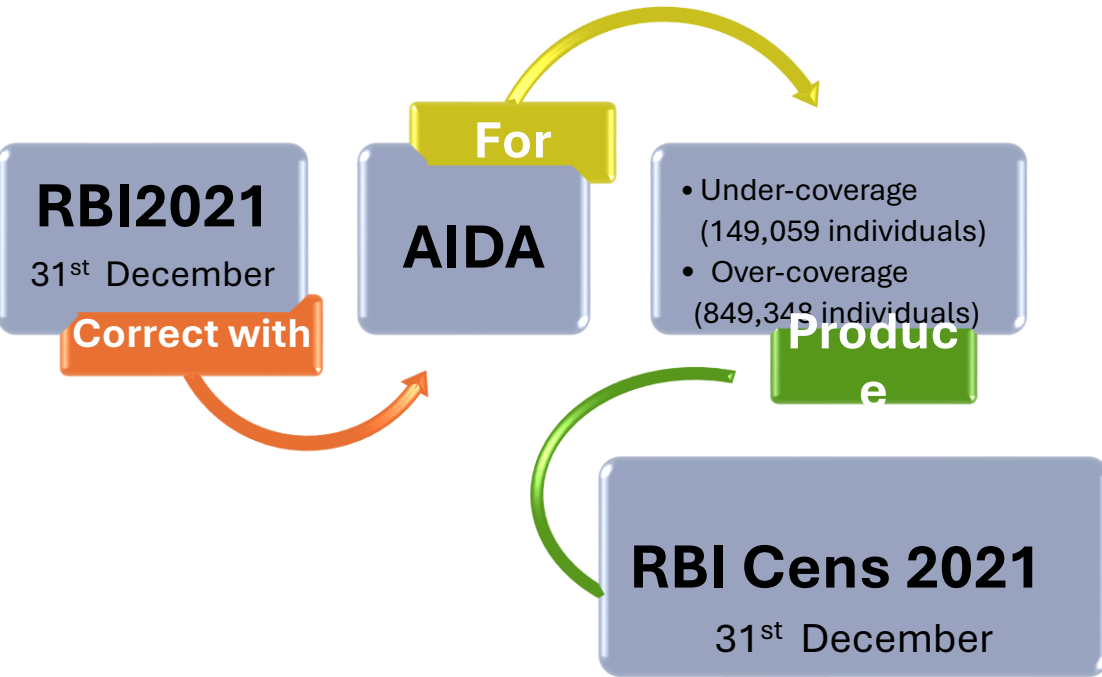 RBI2021
31st December
Correct with
For
AIDA
• Under-coverage
(149,059 individuals)
• Over-coverage
(849,348 individuals)
Produc
e
RBI Cens 2021
31st December